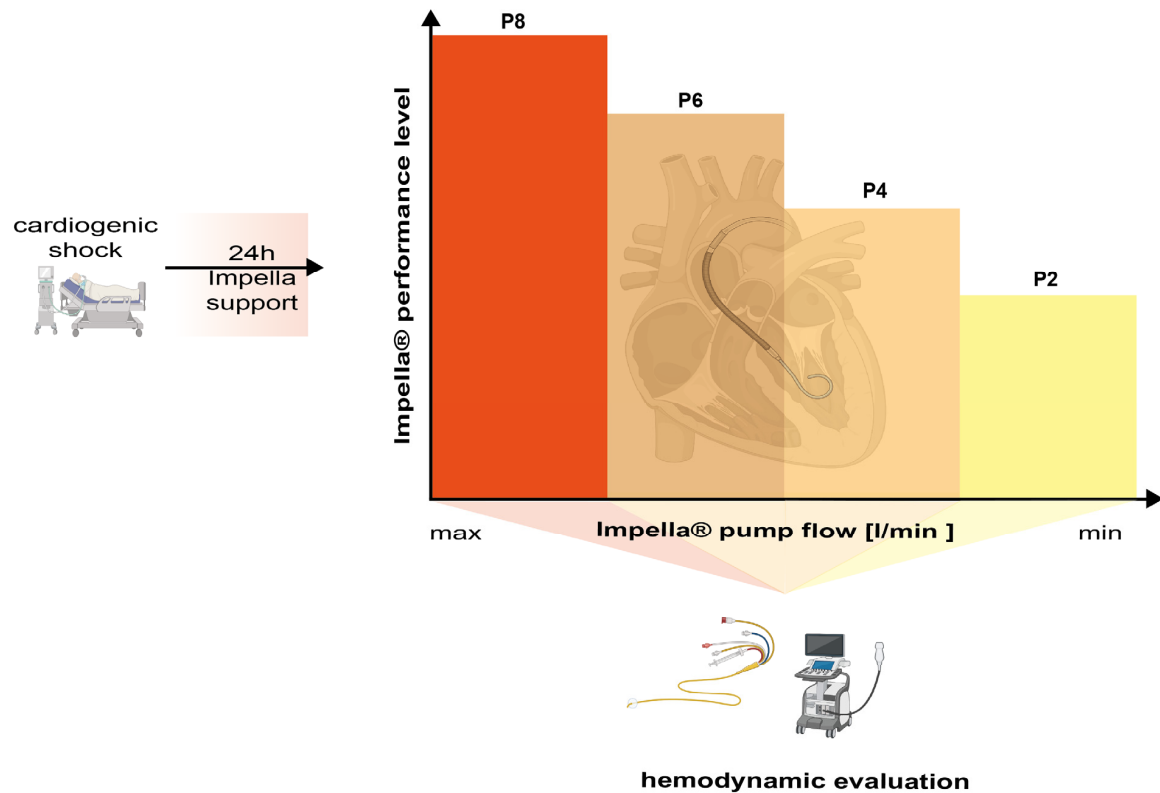 P8
P6
P4
P2
Impella® performance level
cardiogenic
shock
24h
Impella
support
max
Impella® pump flow [l/min ]
min
hemodynamic evaluation